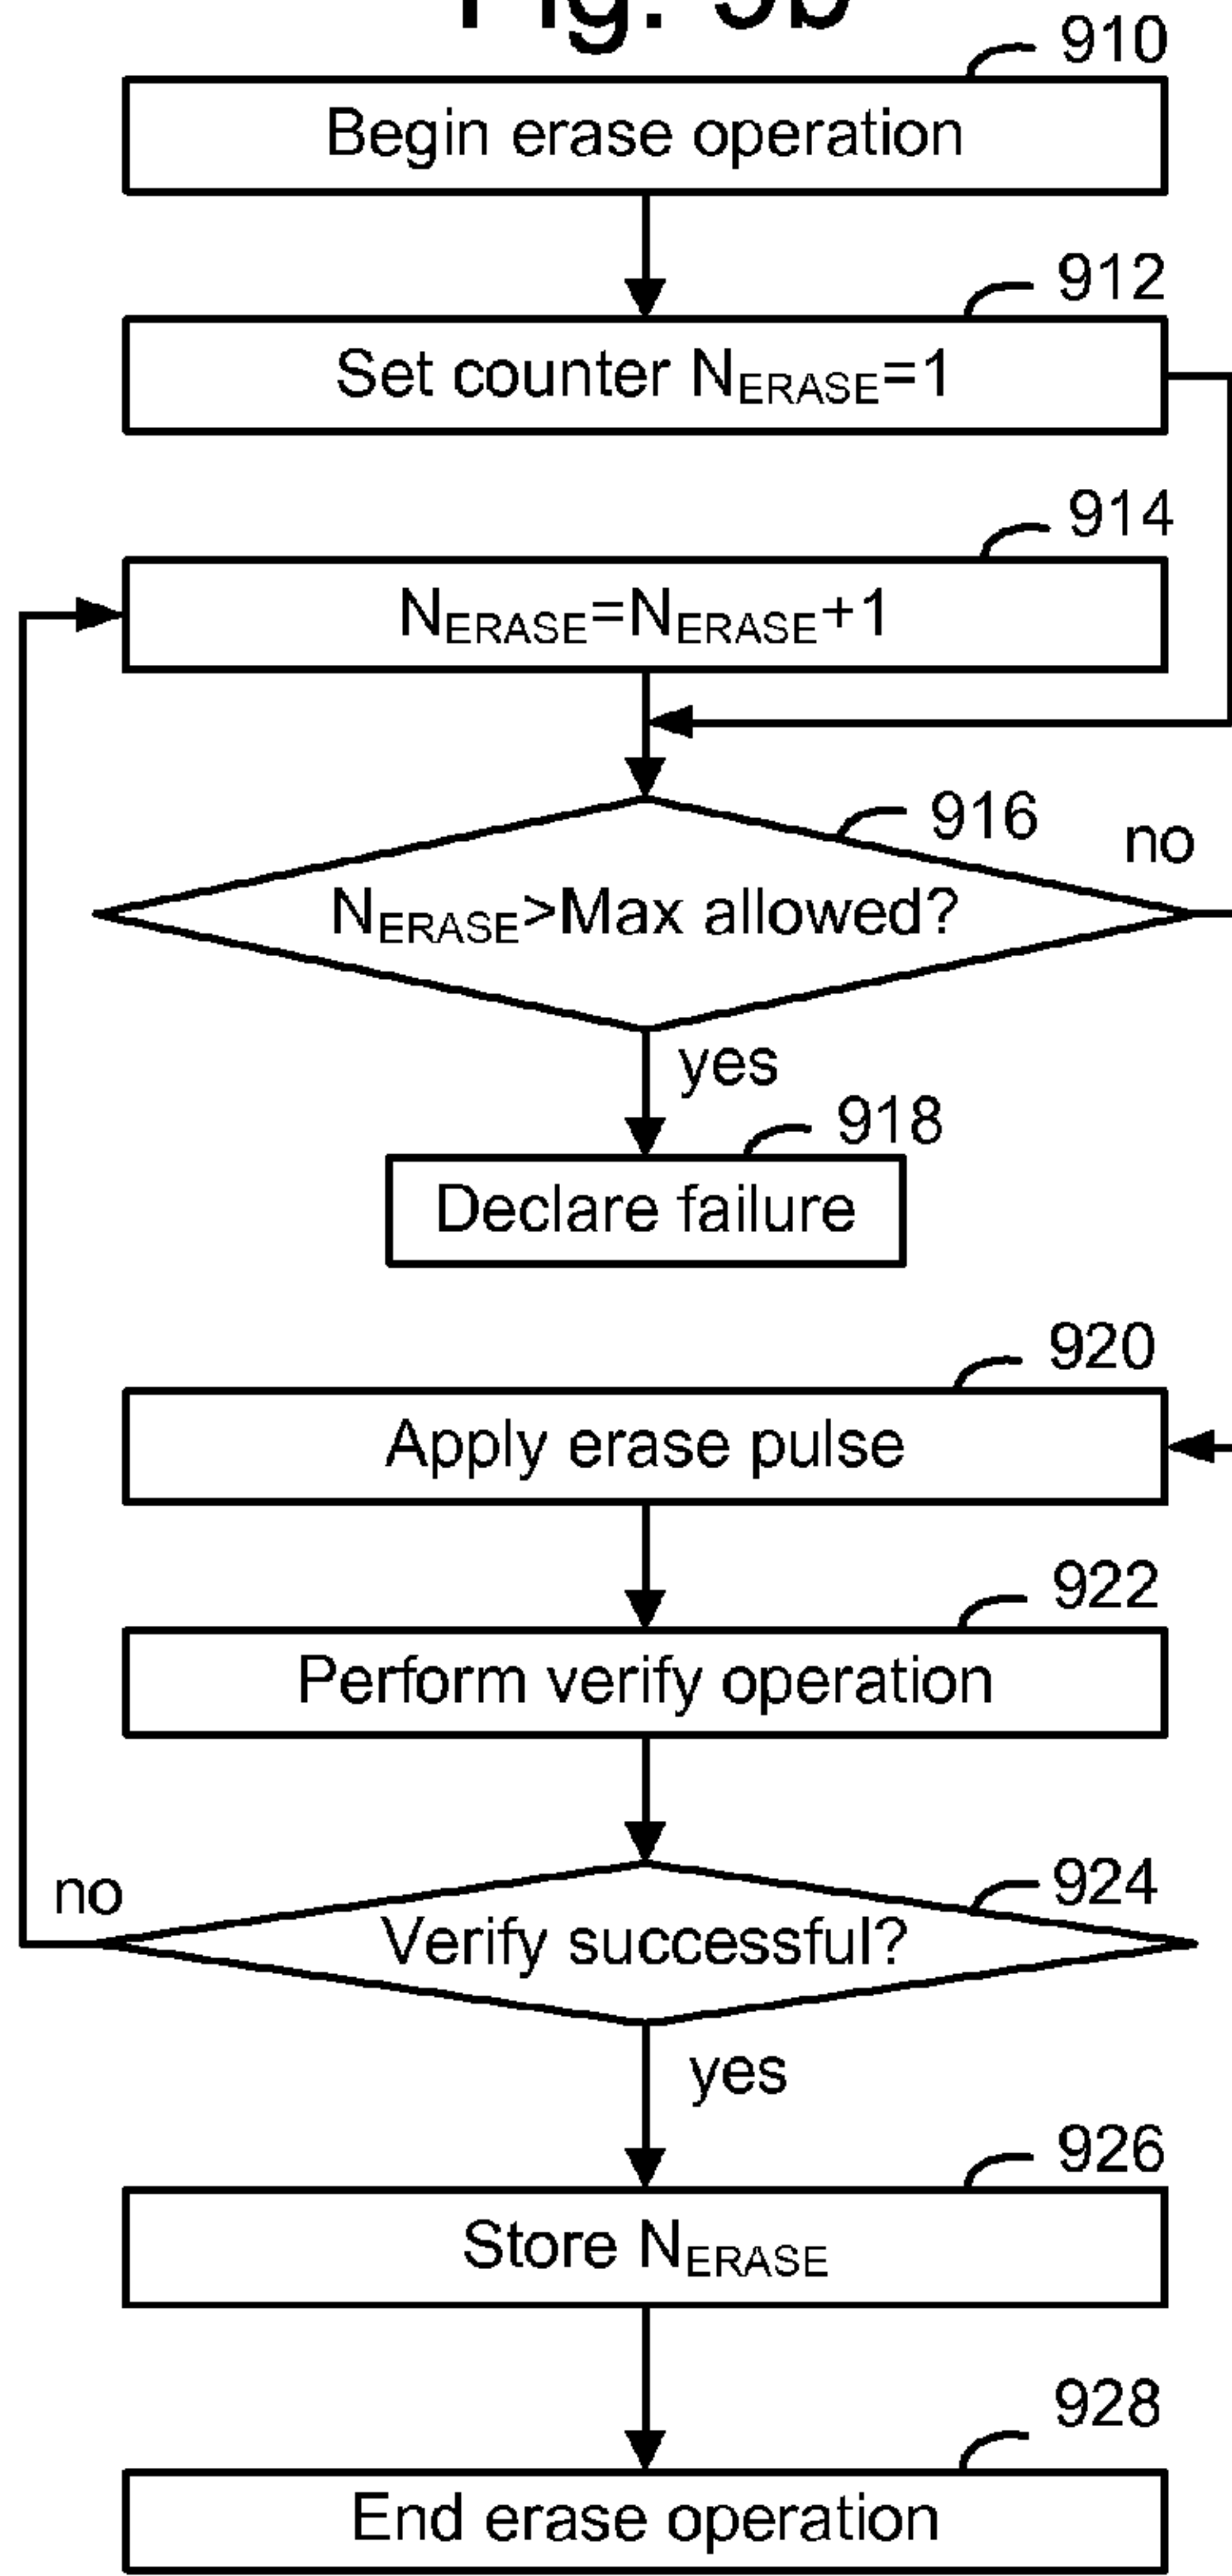 Fig. 9b
910
Begin erase operation
912
Set counter NERASE=1
914
NERASE=NERASE+1
916
no
NERASE>Max allowed?
yes
918
Declare failure
920
Apply erase pulse
922
Perform verify operation
924
no
Verify successful?
yes
926
Store NERASE
928
End erase operation